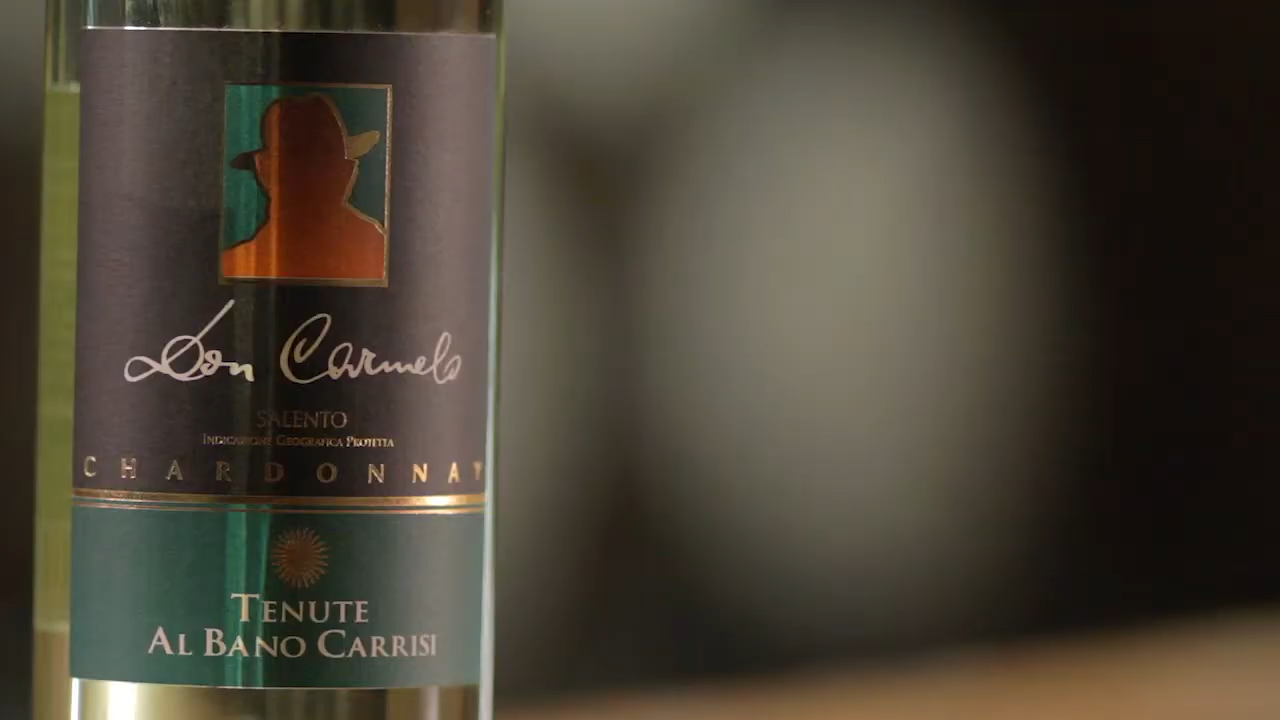 Don Carmelo
SALENTO
INDICAZIONE GEOGRAFICA PROTETTA
CHARDONNAY
TENUTE
AL BANO CARRISI